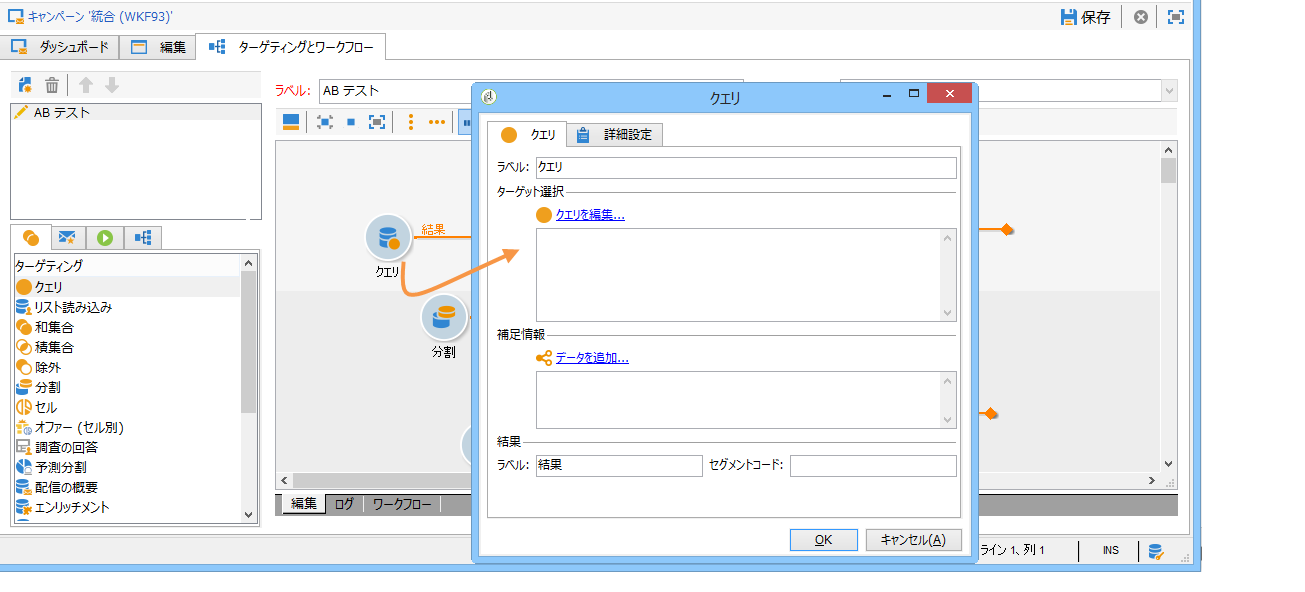 キャンペーン '統合 (WKF93)'
保存
ダッシュボード
編集
ターゲティングとワークフロー
ラベル:
AB テスト
AB テスト
クエリ
クエリ
詳細設定
ラベル:
クエリ
ターゲット選択
クエリを編集...
結果
クエリ
分割
ターゲティング
クエリ
リスト読み込み
和集合
積集合
除外
分割
セル
オファー (セル別)
調査の回答
予測分割
配信の概要
エンリッチメント
補足情報
データを追加...
結果
ラベル:
結果
セグメントコード:
編集
ログ
ワークフロー
OK
キャンセル(A)
ライン 1、列 1
INS